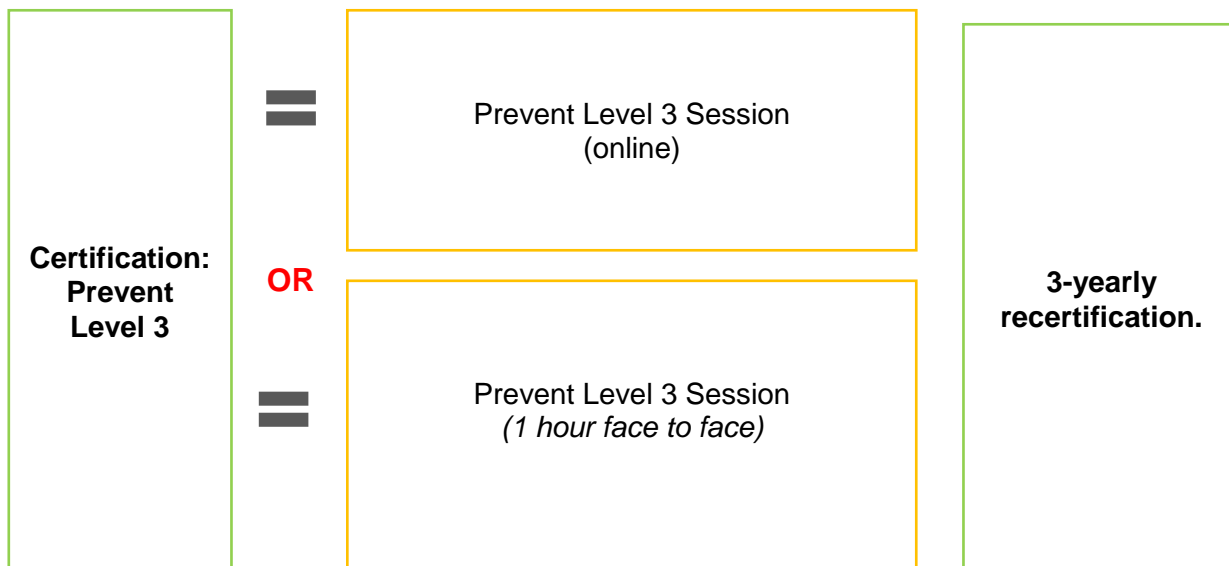 Certification:
Prevent
Level 3
Prevent Level 3 Session
(online)
OR
Prevent Level 3 Session
(1 hour face to face)
3-yearly
recertification.